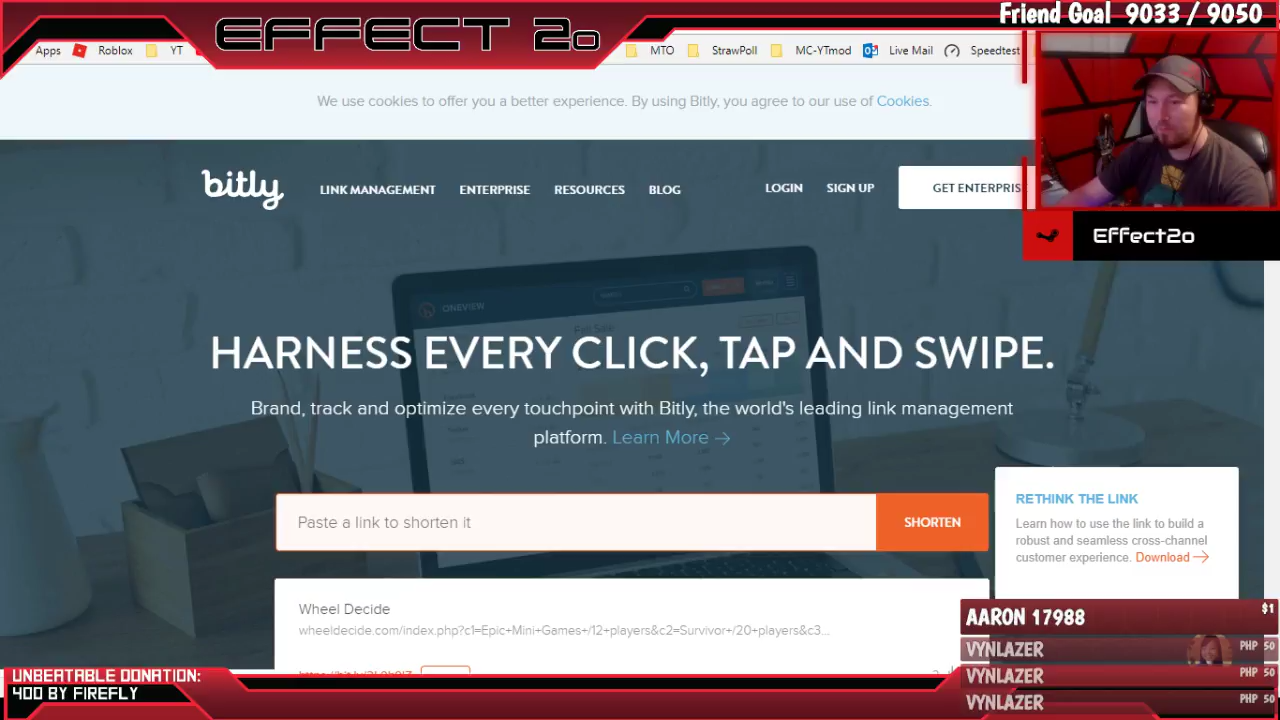 EFFECT 2o
Friend Goal 9033 / 9050
Apps Roblox YT MTO StrawPoll MC-YTmod Live Mail Speedtest
We use cookies to offer you a better experience. By using Bitly, you agree to our use of Cookies.
bitly LINK MANAGEMENT ENTERPRISE RESOURCES BLOG LOGIN SIGN UP GET ENTERPRIS
Effect2o
ONEVIEW
HARNESS EVERY CLICK, TAP AND SWIPE.
Brand, track and optimize every touchpoint with Bitly, the world's leading link management
platform. Learn More →
Paste a link to shorten it SHORTEN
RETHINK THE LINK
Learn how to use the link to build a
robust and seamless cross-channel
customer experience. Download →
Wheel Decide
wheeldecide.com/index.php?c1=Epic+Mini+Games+/12+players&c2=Survivor+/20+players&c3...
AARON 17988 $1
VYNLAZER PHP 50
VYNLAZER PHP 50
VYNLAZER PHP 50
UNBEATABLE DONATION:
400 BY FIREFLY